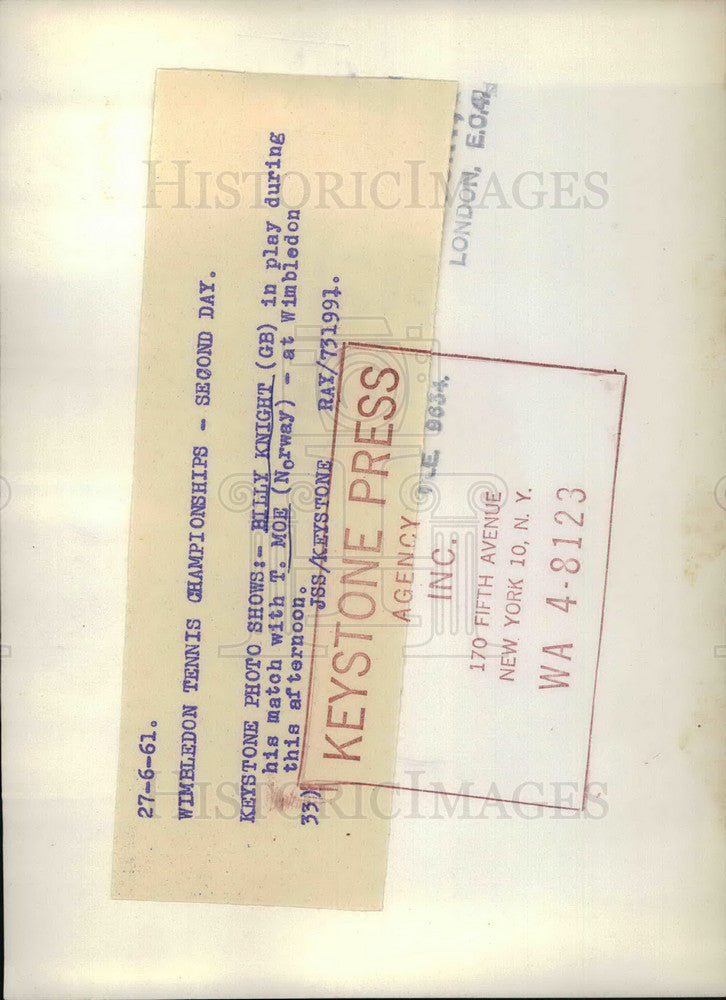 27-6-61.
WIMBLEDON TENNIS CHAMPIONSHIPS - SECOND DAY.
KEYSTONE PHOTO SHOWS:- BILLY KNIGHT (GB) in play during
his match with T. MOE (Norway) - at Wimbledon
this afternoon.
33) JSS/KEYSTONE RAY/731991.
KEYSTONE PRESS
AGENCY
INC.
170 FIFTH AVENUE
NEW YORK 10, N. Y.
WA 4-8123
LONDON, E.C.4.
9634.
HISTORICIMAGES
HISTORICIMAGES